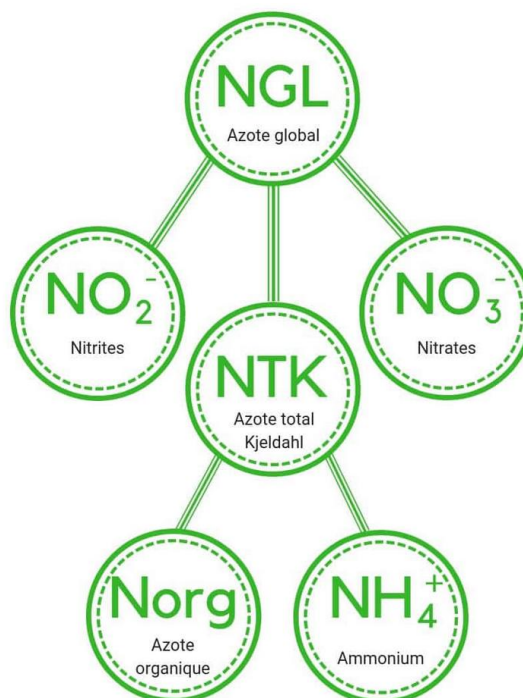 NGL
Azote global
NO₂⁻
Nitrites
NO₃⁻
Nitrates
NTK
Azote total
Kjeldahl
Norg
Azote
organique
NH₄⁺
Ammonium